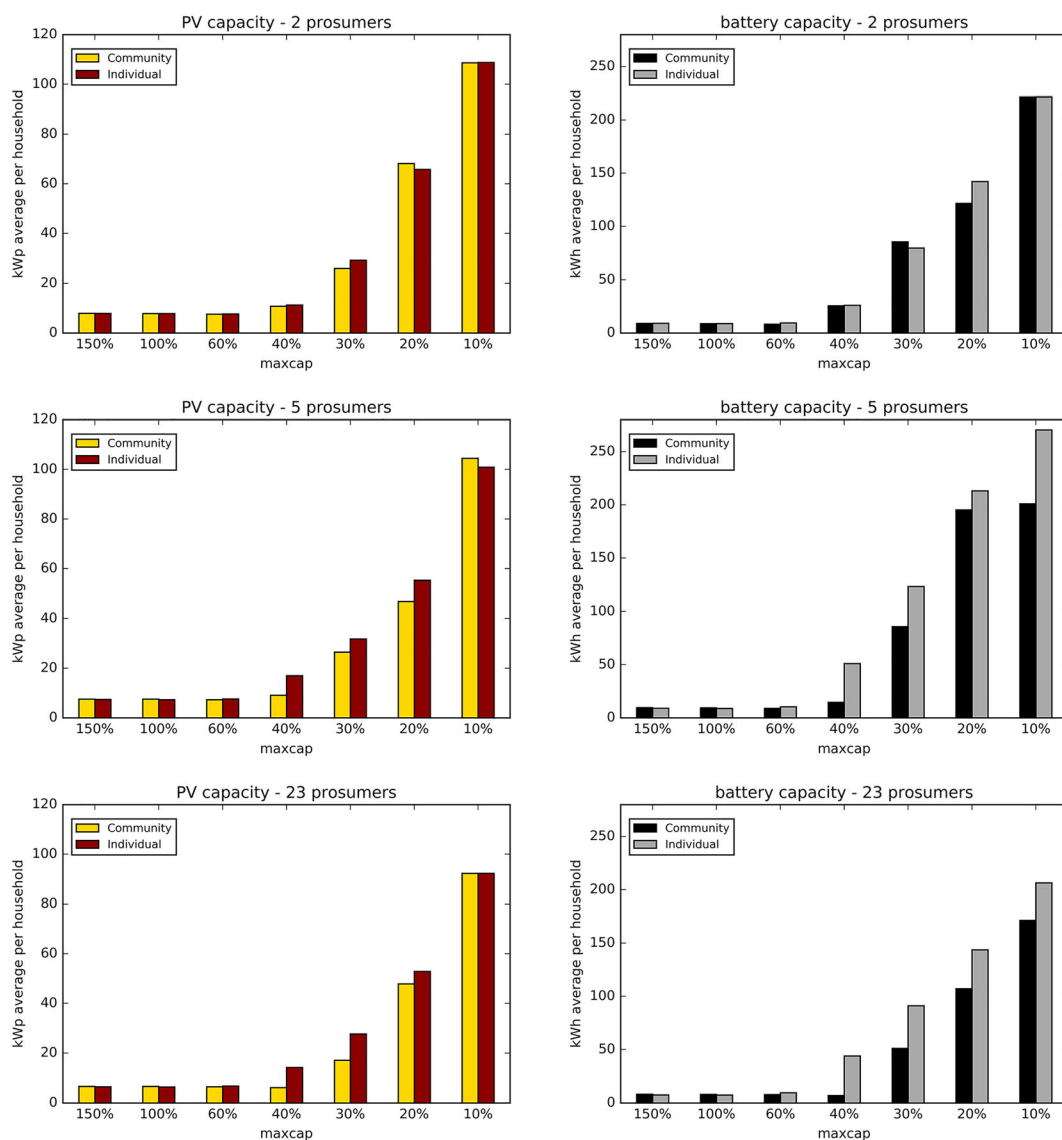 PV capacity - 2 prosumers
120
100
80
60
40
20
0
kWp average per household
Community
Individual
150% 100% 60% 40% 30% 20% 10%
maxcap
battery capacity - 2 prosumers
250
200
150
100
50
0
kWh average per household
Community
Individual
150% 100% 60% 40% 30% 20% 10%
maxcap
PV capacity - 5 prosumers
120
100
80
60
40
20
0
kWp average per household
Community
Individual
150% 100% 60% 40% 30% 20% 10%
maxcap
battery capacity - 5 prosumers
250
200
150
100
50
0
kWh average per household
Community
Individual
150% 100% 60% 40% 30% 20% 10%
maxcap
PV capacity - 23 prosumers
120
100
80
60
40
20
0
kWp average per household
Community
Individual
150% 100% 60% 40% 30% 20% 10%
maxcap
battery capacity - 23 prosumers
250
200
150
100
50
0
kWh average per household
Community
Individual
150% 100% 60% 40% 30% 20% 10%
maxcap